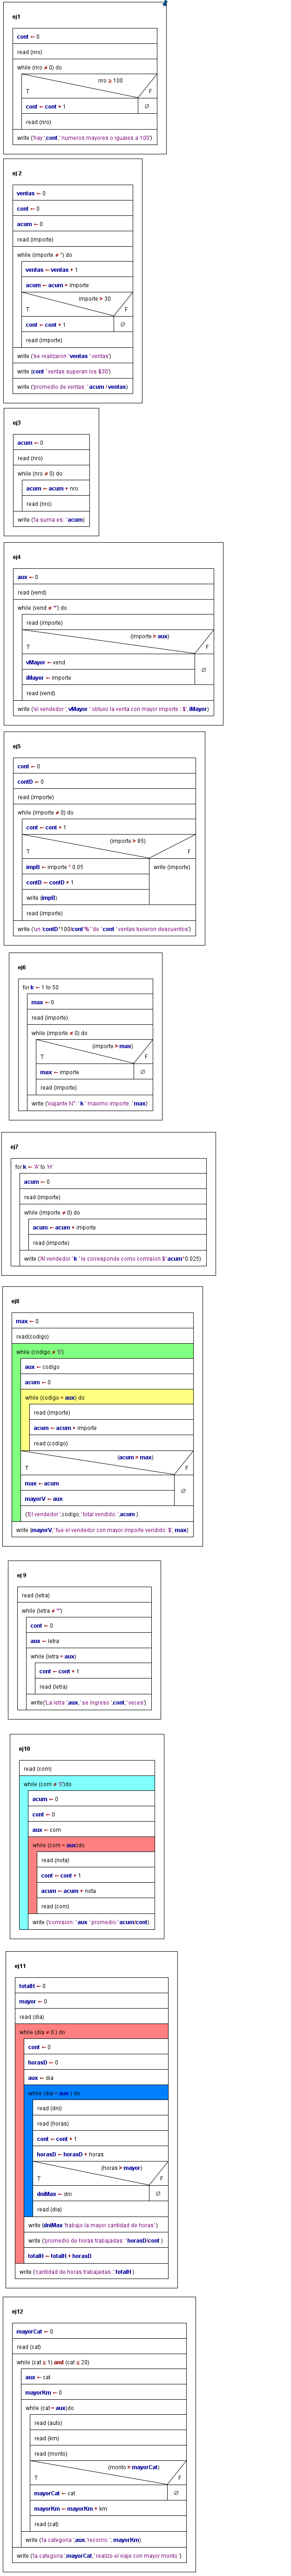 ej1
cont ← 0
read (nro)
while (nro ≠ 0) do
nro ≥ 100
T F
cont ← cont + 1 ∅
read (nro)
write ('hay ',cont,' numeros mayores o iguales a 100')
ej 2
ventas ← 0
cont ← 0
acum ← 0
read (importe)
while (importe ≠ *) do
ventas ← ventas + 1
acum ← acum + importe
importe > 30
T F
cont ← cont + 1 ∅
read (importe)
write ('se realizaron 'ventas ' ventas')
write (cont ' ventas superan los $30')
write ('promedio de ventas: ' acum / ventas)
ej3
acum ← 0
read (nro)
while (nro ≠ 0) do
acum ← acum + nro
read (nro)
write ('la suma es: 'acum)
ej4
aux ← 0
read (vend)
while (vend ≠ '*') do
read (importe)
(importe > aux)
T F
vMayor ← vend ∅
iMayor ← importe
read (vend)
write ('el vendedor ', vMayor ' obtuvo la venta con mayor importe : $', iMayor)
ej5
cont ← 0
contD ← 0
read (importe)
while (importe ≠ 0) do
cont ← cont + 1
(importe > 85)
T F
impB ← importe * 0.05 write (importe)
contD ← contD + 1
write (impB)
read (importe)
write ('un 'contD*100/cont '% ' 'de ' cont ' ventas tuvieron descuentos')
ej6
for k ← 1 to 50
max ← 0
read (importe)
while (importe ≠ 0) do
(importe > max)
T F
max ← importe ∅
read (importe)
write ('viajante N°: ' k ' maximo importe: ' max)
ej7
for k ← 'A' to 'H'
acum ← 0
read (importe)
while (importe ≠ 0) do
acum ← acum + importe
read (importe)
write ('Al vendedor ' k ' le corresponde como comision $' acum*0.025)
ej8
max ← 0
read(codigo)
while (codigo ≠ '0')
aux ← codigo
acum ← 0
while (codigo = aux) do
read (importe)
acum ← acum + importe
read (codigo)
(acum > max)
T F
max ← acum ∅
mayorV ← aux
('El vendedor ',codigo,' total vendido: ',acum )
write (mayorV,' fue el vendedor con mayor importe vendido: $', max)
ej 9
read (letra)
while (letra ≠ '*')
cont ← 0
aux ← letra
while (letra = aux)
cont ← cont + 1
read (letra)
write('La letra ',aux,' se ingreso ',cont,' veces')
ej10
read (com)
while (com ≠ '0')do
acum ← 0
cont ← 0
aux ← com
while (com = aux)do
read (nota)
cont ← cont + 1
acum ← acum + nota
read (com)
write ('comision: ' aux ' promedio:' acum/cont)
ej11
totalH ← 0
mayor ← 0
read (dia)
while (dia ≠ 0 ) do
cont ← 0
horasD ← 0
aux ← dia
while (dia = aux ) do
read (dni)
read (horas)
cont ← cont + 1
horasD ← horasD + horas
(horas > mayor)
T F
dniMax ← dni ∅
read (dia)
write (dniMax 'trabajo la mayor cantidad de horas' )
write ('promedio de horas trabajadas: ' horasD/cont )
totalH ← totalH + horasD
write ('cantidad de horas trabajadas: 'totalH )
ej12
mayorCat ← 0
read (cat)
while (cat ≥ 1) and (cat ≤ 20)
aux ← cat
mayorKm ← 0
while (cat = aux)do
read (auto)
read (km)
read (monto)
(monto > mayorCat)
T F
mayorCat ← cat ∅
mayorKm ← mayorKm + km
read (cat)
write ('la categoria ',aux,'recorrio: ', mayorKm)
write ('la categoria ',mayorCat,' realizo el viaje con mayor monto ')